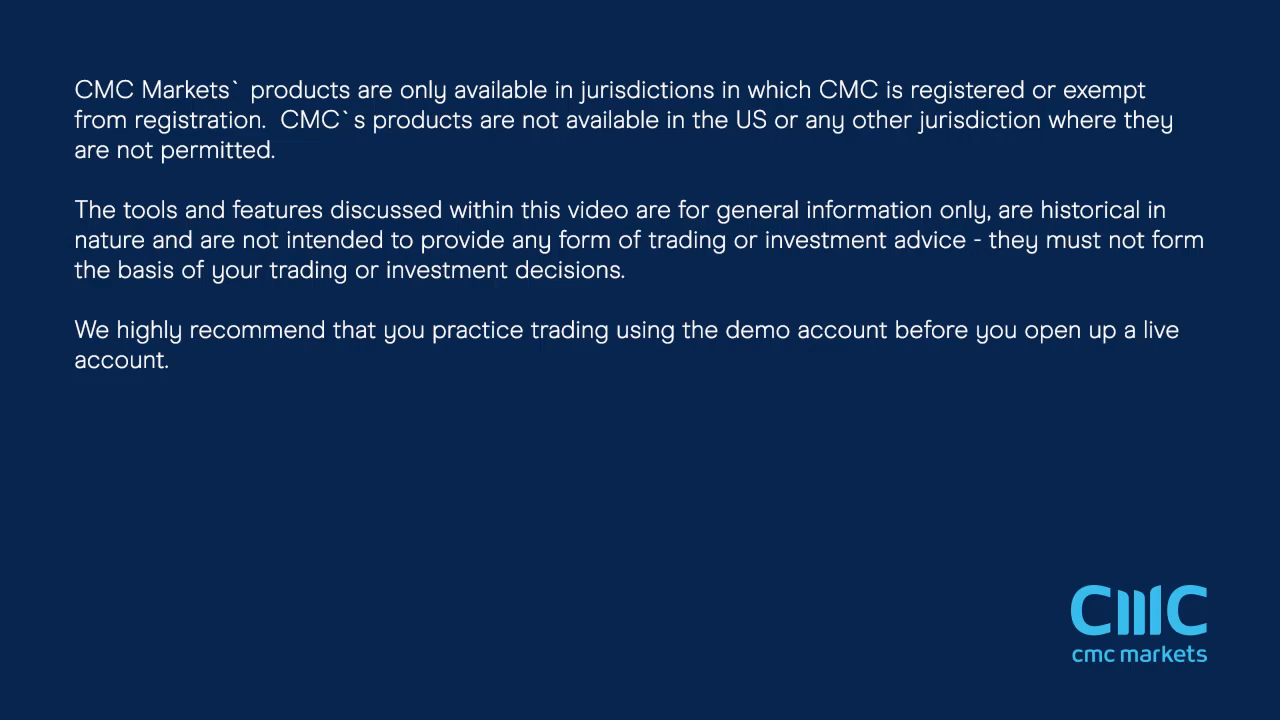 CMC Markets` products are only available in jurisdictions in which CMC is registered or exempt
from registration.  CMC`s products are not available in the US or any other jurisdiction where they
are not permitted.
The tools and features discussed within this video are for general information only, are historical in
nature and are not intended to provide any form of trading or investment advice - they must not form
the basis of your trading or investment decisions.
We highly recommend that you practice trading using the demo account before you open up a live
account.
CMC
cmc markets